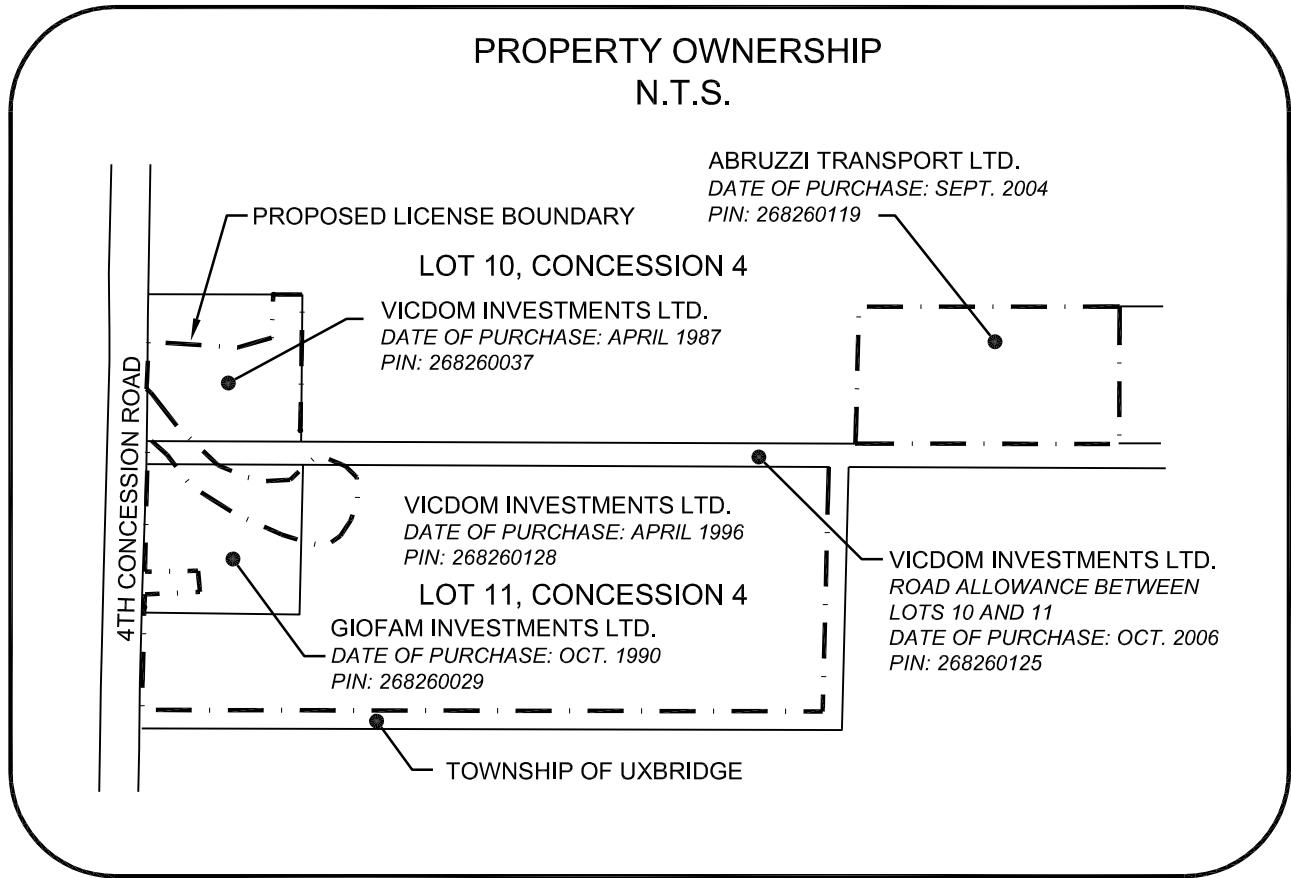 PROPERTY OWNERSHIP
N.T.S.
ABRUZZI TRANSPORT LTD.
DATE OF PURCHASE: SEPT. 2004
PIN: 268260119
PROPOSED LICENSE BOUNDARY
LOT 10, CONCESSION 4
VICDOM INVESTMENTS LTD.
DATE OF PURCHASE: APRIL 1987
PIN: 268260037
4TH CONCESSION ROAD
VICDOM INVESTMENTS LTD.
DATE OF PURCHASE: APRIL 1996
PIN: 268260128
LOT 11, CONCESSION 4
VICDOM INVESTMENTS LTD.
ROAD ALLOWANCE BETWEEN
LOTS 10 AND 11
DATE OF PURCHASE: OCT. 2006
PIN: 268260125
GIOFAM INVESTMENTS LTD.
DATE OF PURCHASE: OCT. 1990
PIN: 268260029
TOWNSHIP OF UXBRIDGE